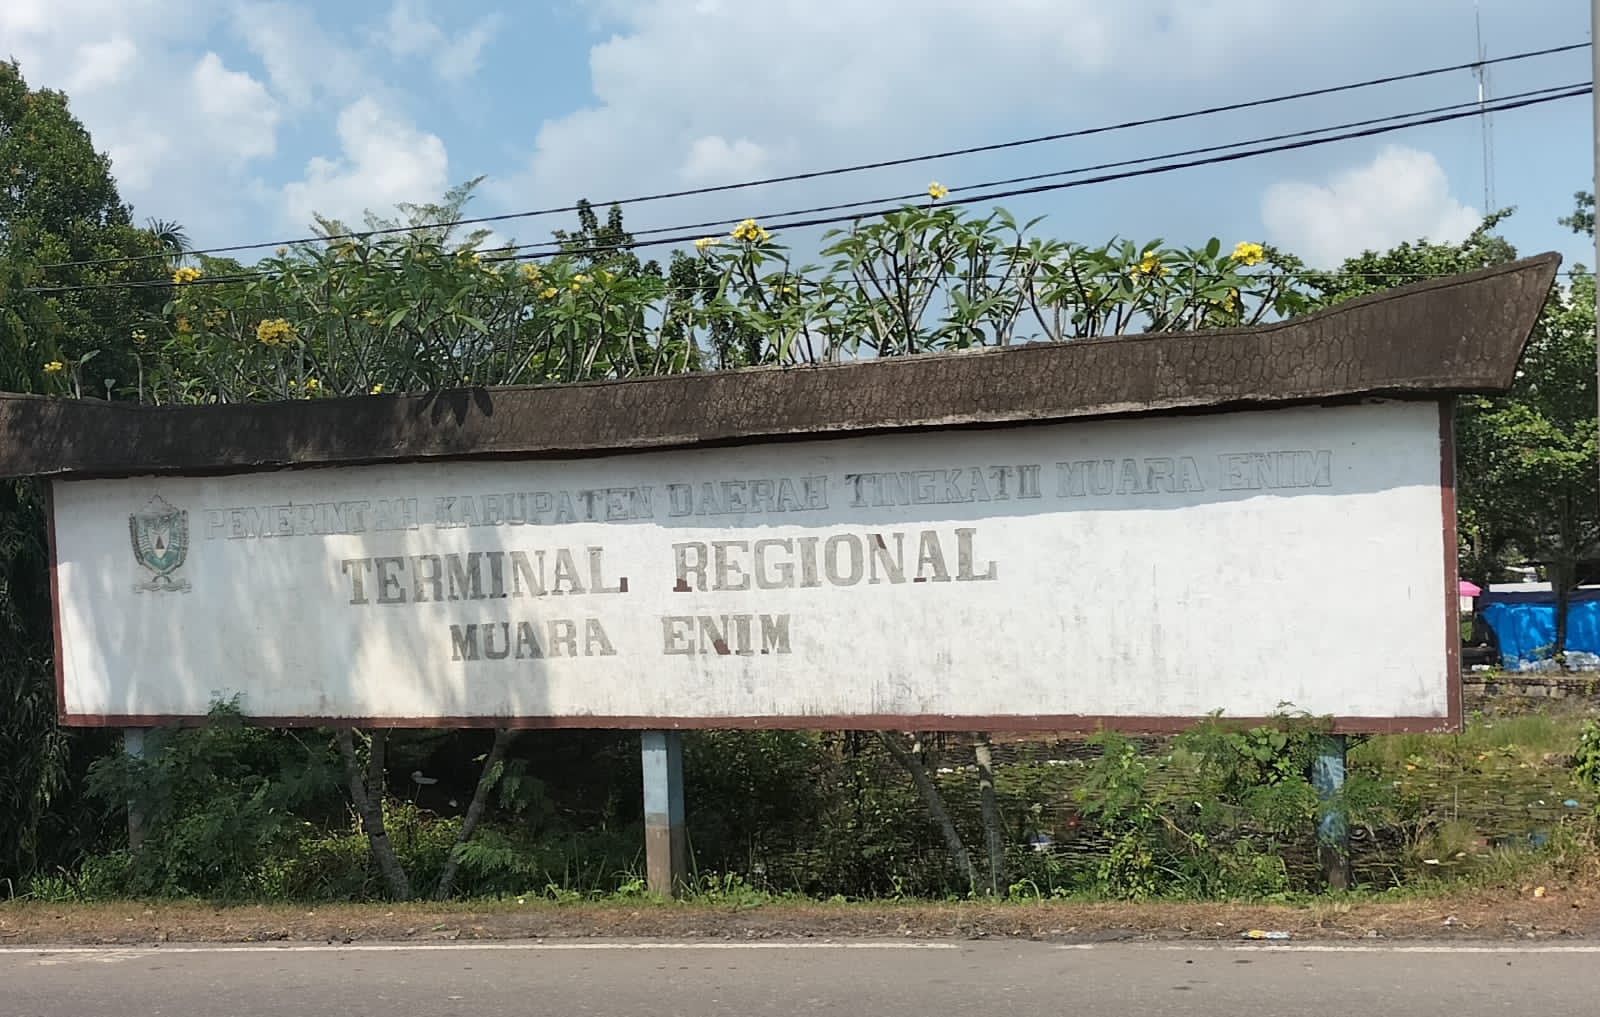 PEMERINTAH KABUPATEN DAERAH TINGKAT II MUARA ENIM
TERMINAL REGIONAL
MUARA ENIM